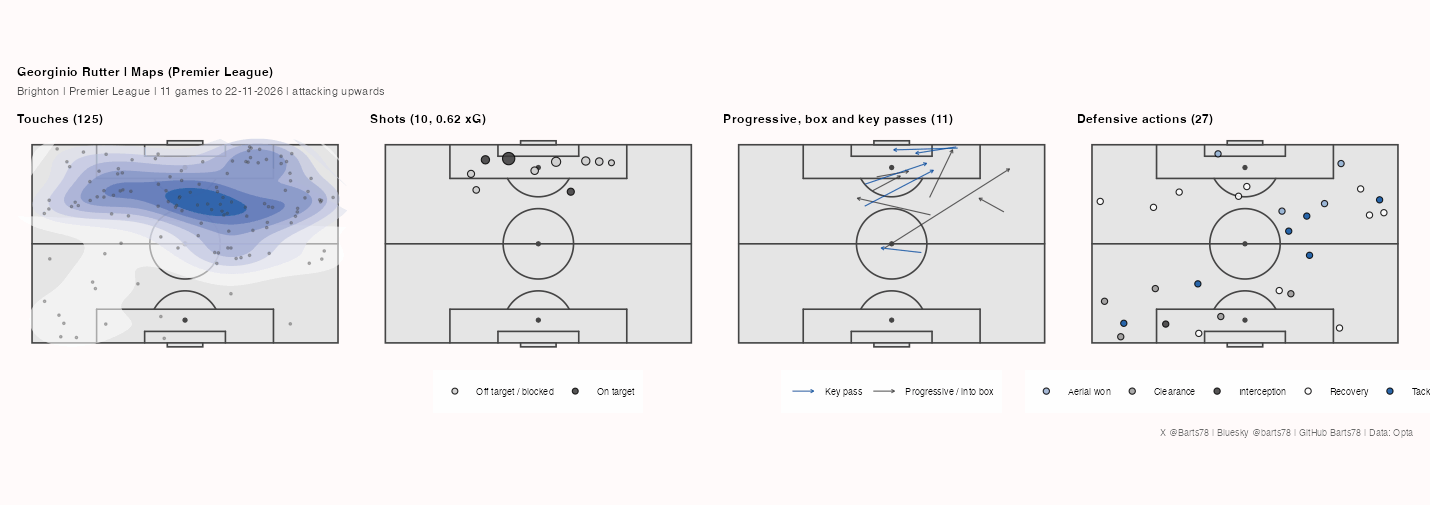 Georginio Rutter | Maps (Premier League)
Brighton | Premier League | 11 games to 22-11-2026 | attacking upwards
Touches (125)
Shots (10, 0.62 xG)
Progressive, box and key passes (11)
Defensive actions (27)
Off target / blocked
On target
Key pass
Progressive / into box
Aerial won
Clearance
Interception
Recovery
Tack
X @Barts78 | Bluesky @barts78 | GitHub Barts78 | Data: Opta